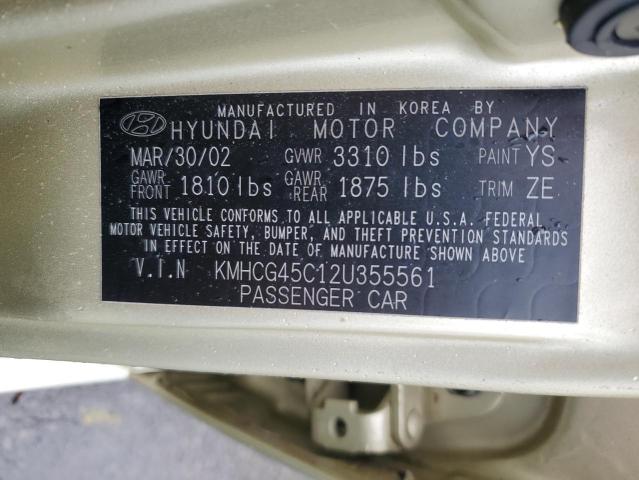 MANUFACTURED IN KOREA BY
HYUNDAI MOTOR COMPANY
MAR/30/02 GVWR 3310 lbs PAINT YS
GAWR FRONT 1810 lbs GAWR REAR 1875 lbs TRIM ZE
THIS VEHICLE CONFORMS TO ALL APPLICABLE U.S.A. FEDERAL
MOTOR VEHICLE SAFETY, BUMPER, AND THEFT PREVENTION STANDARDS
IN EFFECT ON THE DATE OF MANUFACTURE SHOWN ABOVE
V.I.N KMHCG45C12U355561
PASSENGER CAR